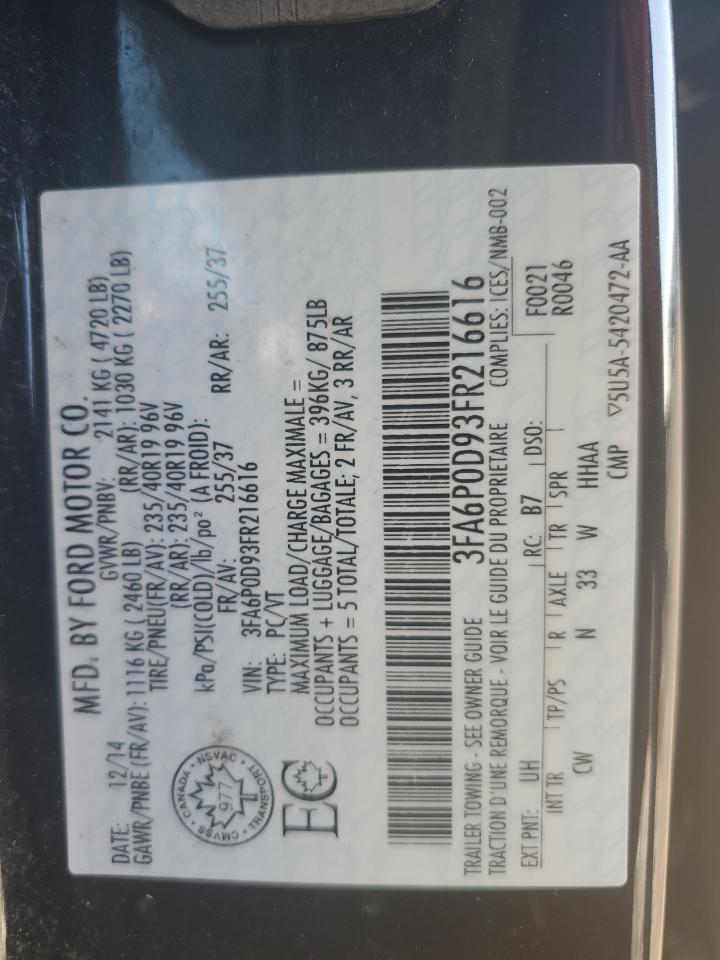 MFD. BY FORD MOTOR CO.
DATE: 12/14 GVWR/PNBV: 2141 KG ( 4720 LB)
GAWR/PNBE (FR/AV): 1116 KG ( 2460 LB) (RR/AR): 1030 KG ( 2270 LB)
TIRE/PNEU(FR/AV): 235/40R19 96V
(RR/AR): 235/40R19 96V
kPa/PSI(COLD)/lb/po² (A FROID):
FR/AV: 255/37 RR/AR: 255/37
VIN: 3FA6P0D93FR216616
TYPE: PC/VT
MAXIMUM LOAD/CHARGE MAXIMALE =
OCCUPANTS + LUGGAGE/BAGAGES = 396KG/ 875LB
OCCUPANTS = 5 TOTAL/TOTALE; 2 FR/AV, 3 RR/AR
CANADA • NSVAC • TRANSPORT • CMVSS
977
EC
3FA6P0D93FR216616
TRAILER TOWING - SEE OWNER GUIDE
TRACTION D'UNE REMORQUE - VOIR LE GUIDE DU PROPRIETAIRE COMPLIES: ICES/NMB-002
EXT PNT: UH RC: B7 DSO: F0021
R0046
INT TR TP/PS R AXLE TR SPR
CW N 33 W HHAA
CMP ▽5U5A-5420472-AA